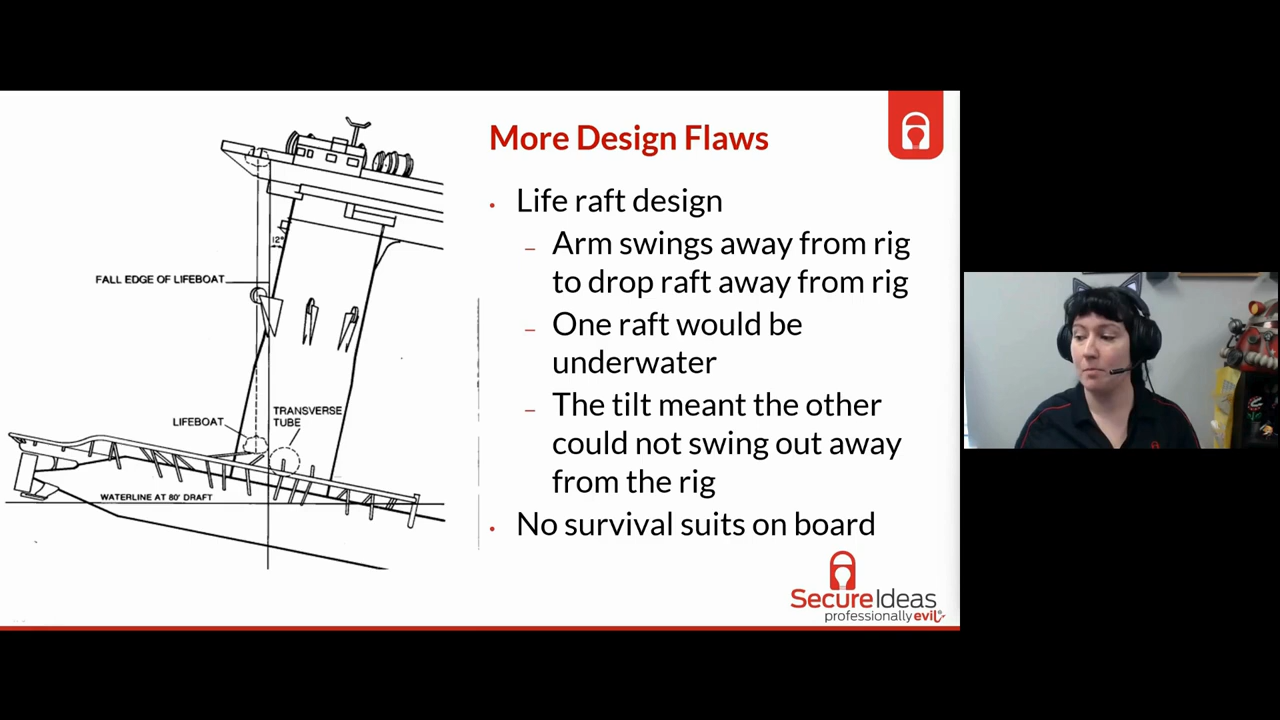 More Design Flaws
• Life raft design
– Arm swings away from rig
to drop raft away from rig
– One raft would be
underwater
– The tilt meant the other
could not swing out away
from the rig
• No survival suits on board
12°
FALL EDGE OF LIFEBOAT
TRANSVERSE
TUBE
LIFEBOAT
WATERLINE AT 80' DRAFT
SecureIdeas
professionally evil